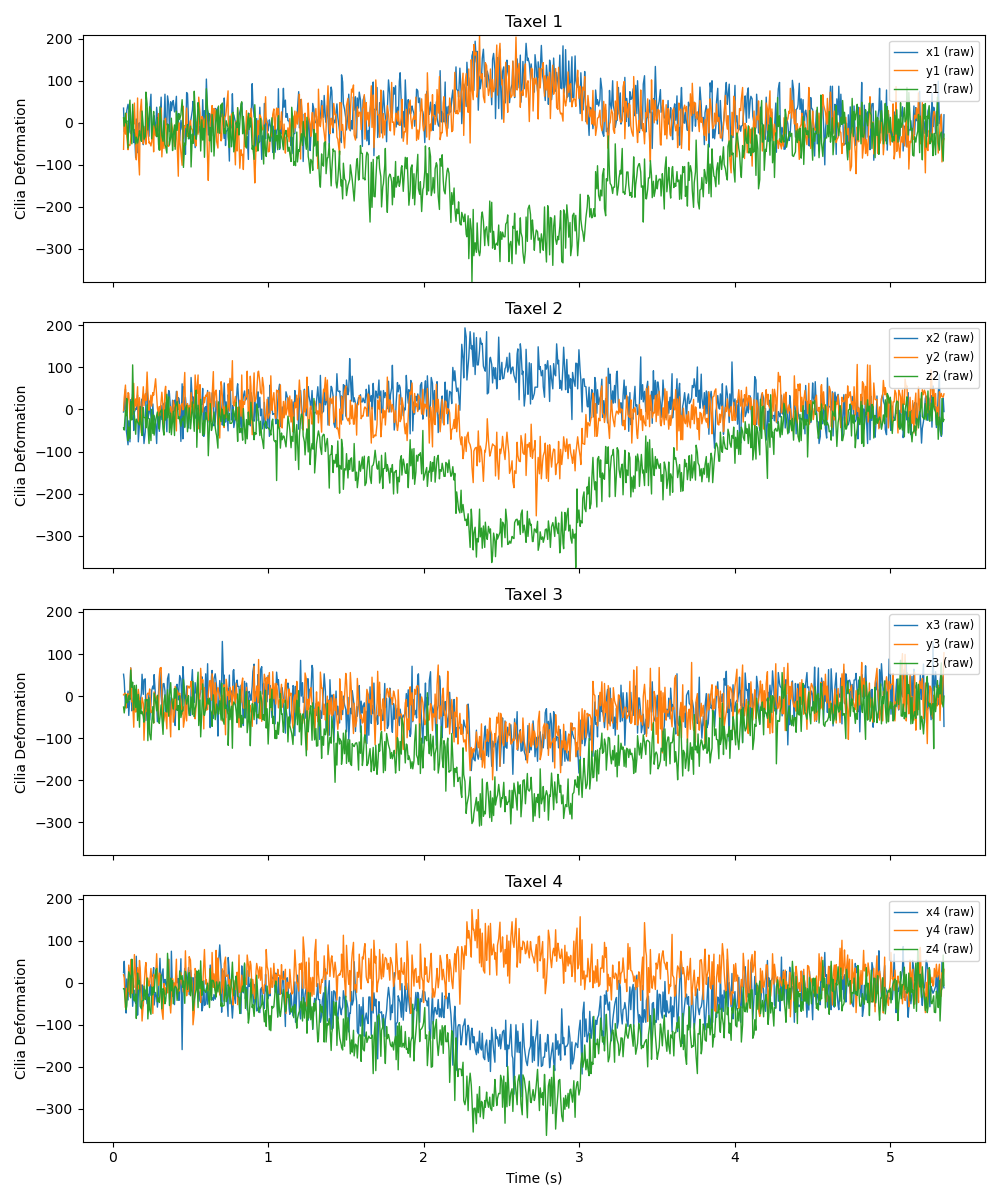 Taxel 1
200
100
0
−100
−200
−300
Cilia Deformation
x1 (raw)
y1 (raw)
z1 (raw)
Taxel 2
200
100
0
−100
−200
−300
Cilia Deformation
x2 (raw)
y2 (raw)
z2 (raw)
Taxel 3
200
100
0
−100
−200
−300
Cilia Deformation
x3 (raw)
y3 (raw)
z3 (raw)
Taxel 4
200
100
0
−100
−200
−300
Cilia Deformation
x4 (raw)
y4 (raw)
z4 (raw)
0 1 2 3 4 5
Time (s)